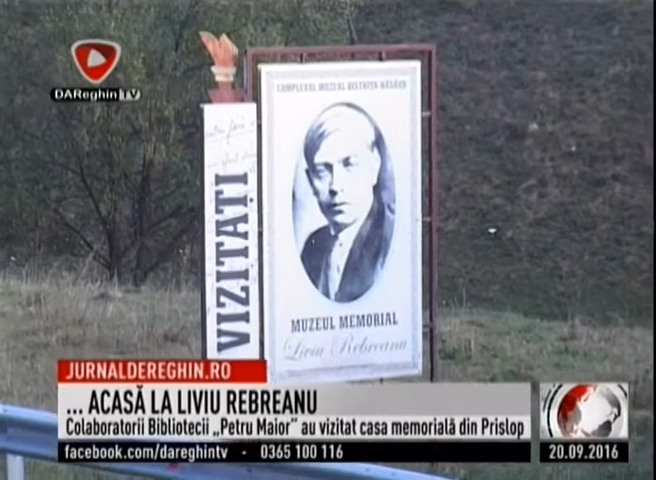 DAReghin TV
COMPLEXUL MUZEAL BISTRIȚA-NĂSĂUD
VIZITAȚI
MUZEUL MEMORIAL
Liviu Rebreanu
JURNALDEREGHIN.RO
... ACASĂ LA LIVIU REBREANU
Colaboratorii Bibliotecii „Petru Maior” au vizitat casa memorială din Prislop
facebook.com/dareghintv - 0365 100 116
20.09.2016